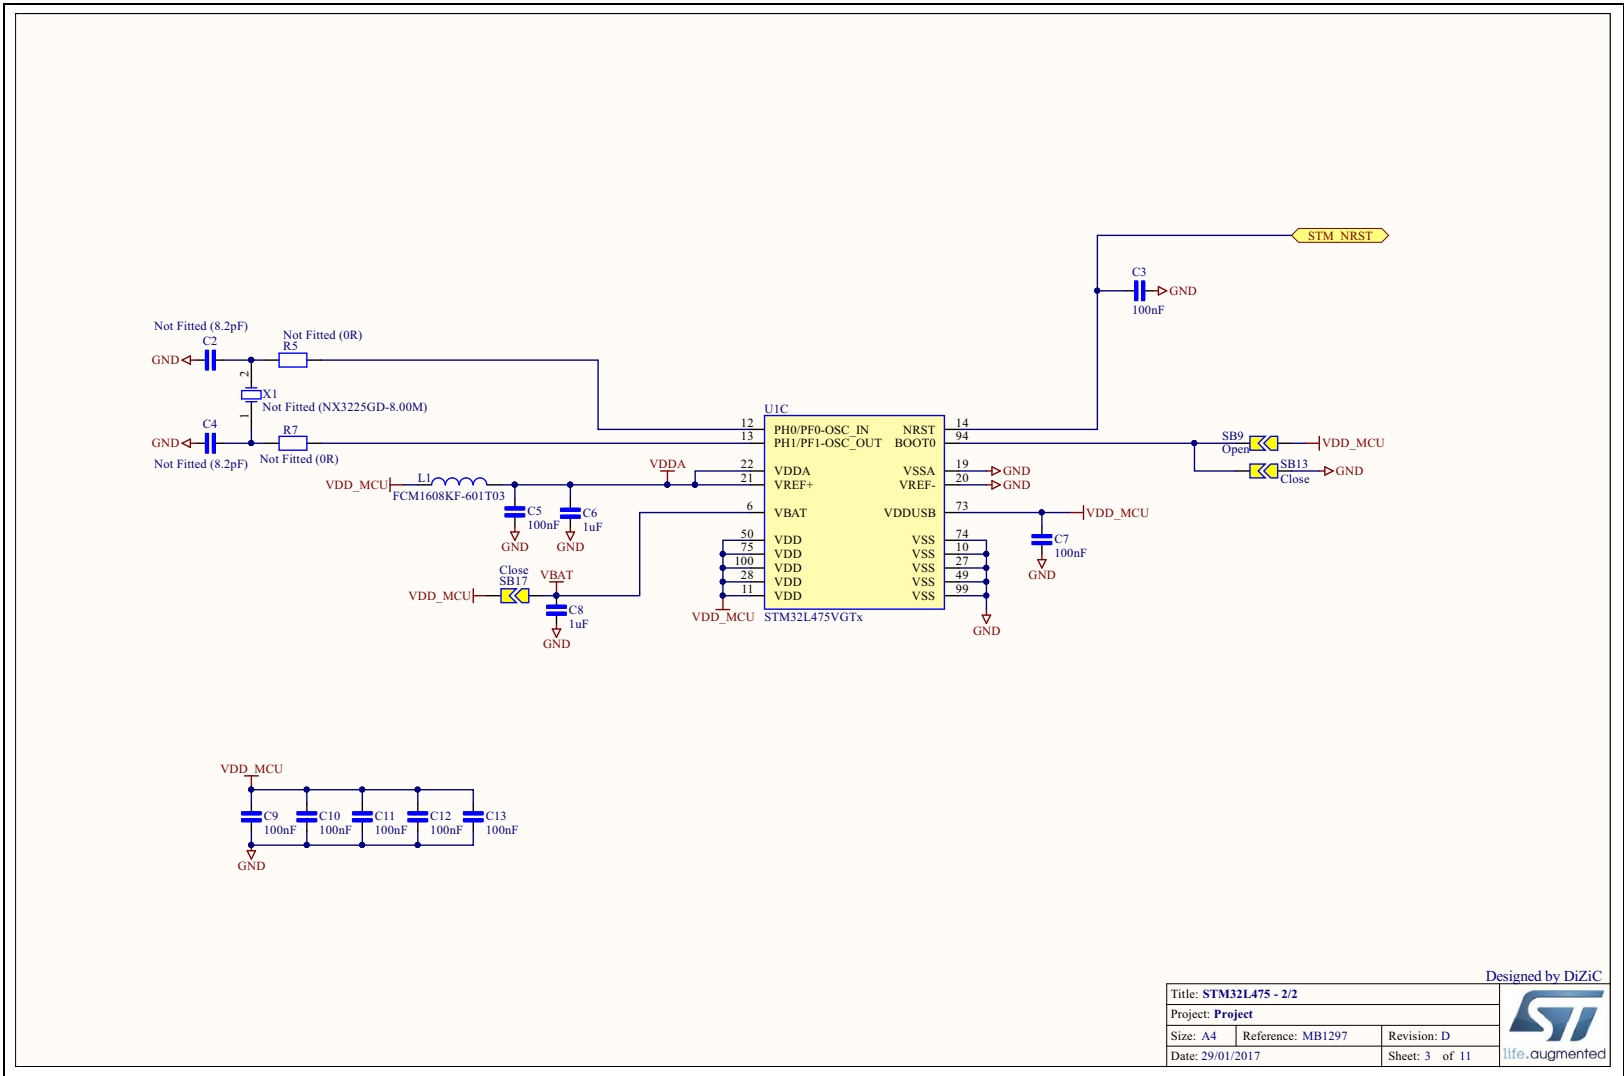 STM_NRST
C3
GND
100nF
Not Fitted (8.2pF)
C2
GND
Not Fitted (0R)
R5
2
X1
Not Fitted (NX3225GD-8.00M)
1
C4
GND
Not Fitted (8.2pF)
R7
Not Fitted (0R)
U1C
12 PH0/PF0-OSC_IN NRST 14
13 PH1/PF1-OSC_OUT BOOT0 94
22 VDDA VSSA 19 GND
21 VREF+ VREF- 20 GND
6 VBAT VDDUSB 73 VDD_MCU
50 VDD VSS 74
75 VDD VSS 10
100 VDD VSS 27
28 VDD VSS 49
11 VDD VSS 99
VDD_MCU
STM32L475VGTx
GND
SB9
Open
VDD_MCU
SB13
Close
GND
VDDA
VDD_MCU
L1
FCM1608KF-601T03
C5
100nF
GND
C6
1uF
GND
C7
100nF
GND
Close
SB17
VDD_MCU
VBAT
C8
1uF
GND
VDD_MCU
C9
100nF
C10
100nF
C11
100nF
C12
100nF
C13
100nF
GND
Designed by DiZiC
Title: STM32L475 - 2/2
Project: Project
Size: A4 Reference: MB1297 Revision: D
Date: 29/01/2017 Sheet: 3 of 11
ST
life.augmented